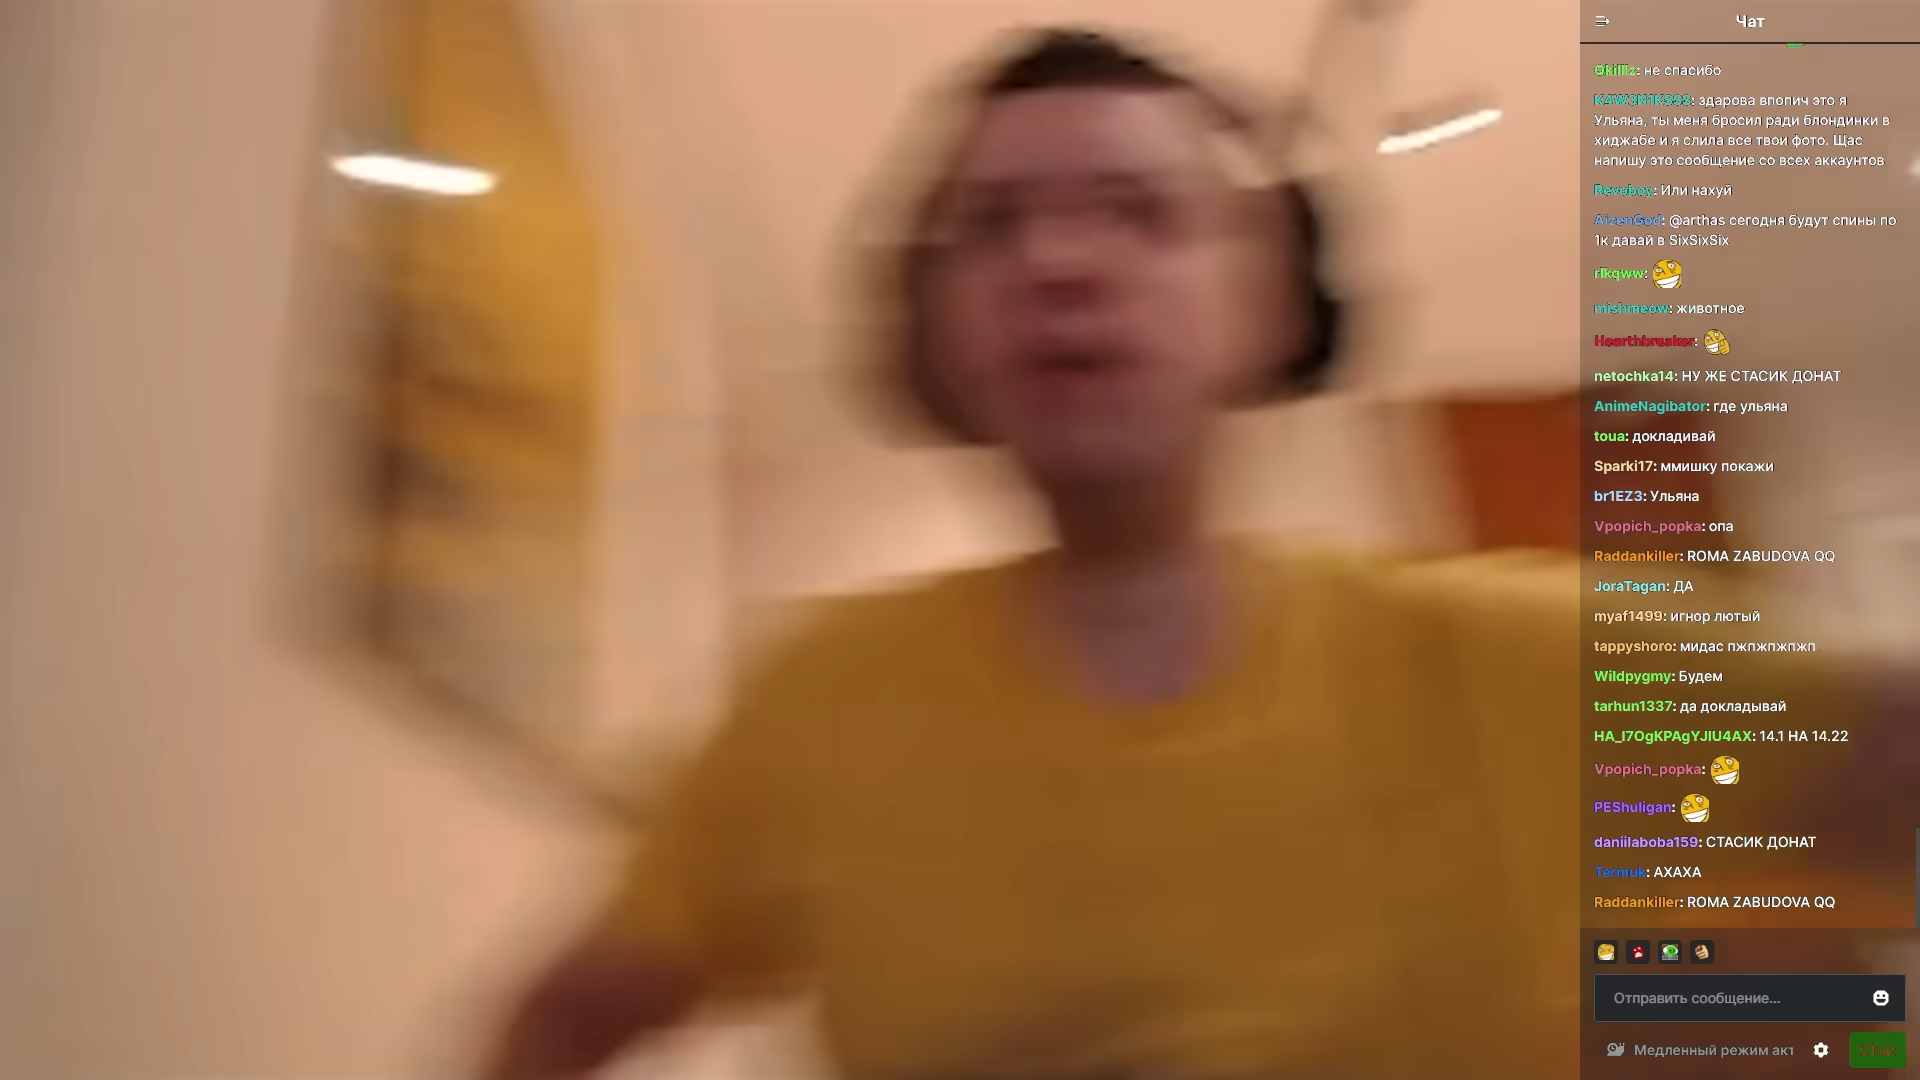 Чат
Qkilllz: не спасибо
K4W3N1K5S5: здарова впопич это я
Ульяна, ты меня бросил ради блондинки в
хиджабе и я слила все твои фото. Щас
напишу это сообщение со всех аккаунтов
Revoboy: Или нахуй
AizenGod: @arthas сегодня будут спины по
1к давай в SixSixSix
rlkqww:
mishmeow: животное
Hearthbreaker:
netochka14: НУ ЖЕ СТАСИК ДОНАТ
AnimeNagibator: где ульяна
toua: докладивай
Sparki17: ммишку покажи
br1EZ3: Ульяна
Vpopich_popka: опа
Raddankiller: ROMA ZABUDOVA QQ
JoraTagan: ДА
myaf1499: игнор лютый
tappyshoro: мидас пжпжпжпжп
Wildpygmy: Будем
tarhun1337: да докладывай
HA_I7OgKPAgYJIU4AX: 14.1 НА 14.22
Vpopich_popka:
PEShuligan:
daniilaboba159: СТАСИК ДОНАТ
Termuk: АХАХА
Raddankiller: ROMA ZABUDOVA QQ
Отправить сообщение...
Медленный режим акт
Chat